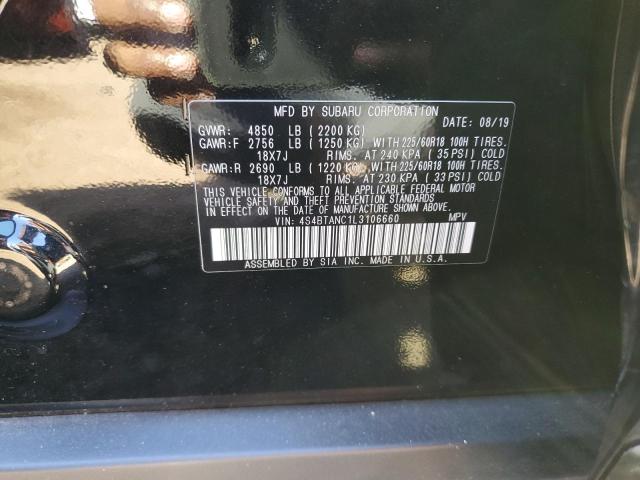 MFD BY SUBARU CORPORATION DATE: 08/19
GVWR: 4850 LB (2200 KG)
GAWR:F 2756 LB (1250 KG) WITH 225/60R18 100H TIRES.
18X7J RIMS. AT 240 KPA (35 PSI) COLD
GAWR:R 2690 LB (1220 KG) WITH 225/60R18 100H TIRES.
18X7J RIMS. AT 230 KPA (33 PSI) COLD
THIS VEHICLE CONFORMS TO ALL APPLICABLE FEDERAL MOTOR
VEHICLE SAFETY AND THEFT PREVENTION STANDARDS IN EFFECT
ON THE DATE OF MANUFACTURE SHOWN ABOVE.
VIN: 4S4BTANC1L3106660 MPV
ASSEMBLED BY SIA IN U.S.A.